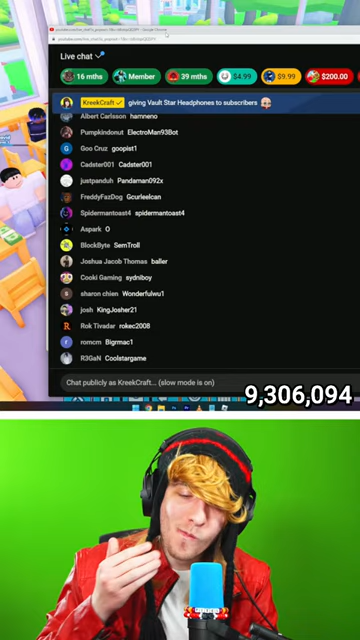 Live chat
16 mths
Member
39 mths
$4.99
$9.99
$200.00
KreekCraft giving Vault Star Headphones to subscribers
Albert Carlsson hamneno
Pumpkindonut ElectroMan93Bot
Goo Cruz goopist1
Cadster001 Cadster001
justpanduh Pandaman092x
FreddyFazDog Gcurleelcan
Spidermantoast4 spidermantoast4
Aspark O
BlockByte SemTroll
Joshua Jacob Thomas baller
Cooki Gaming sydniboy
sharon chien Wonderfulwu1
josh KingJosher21
Rok Tivadar rokec2008
romcm Bigrmac1
R3GaN Coolstargame
Chat publicly as KreekCraft... (slow mode is on)
9,306,094